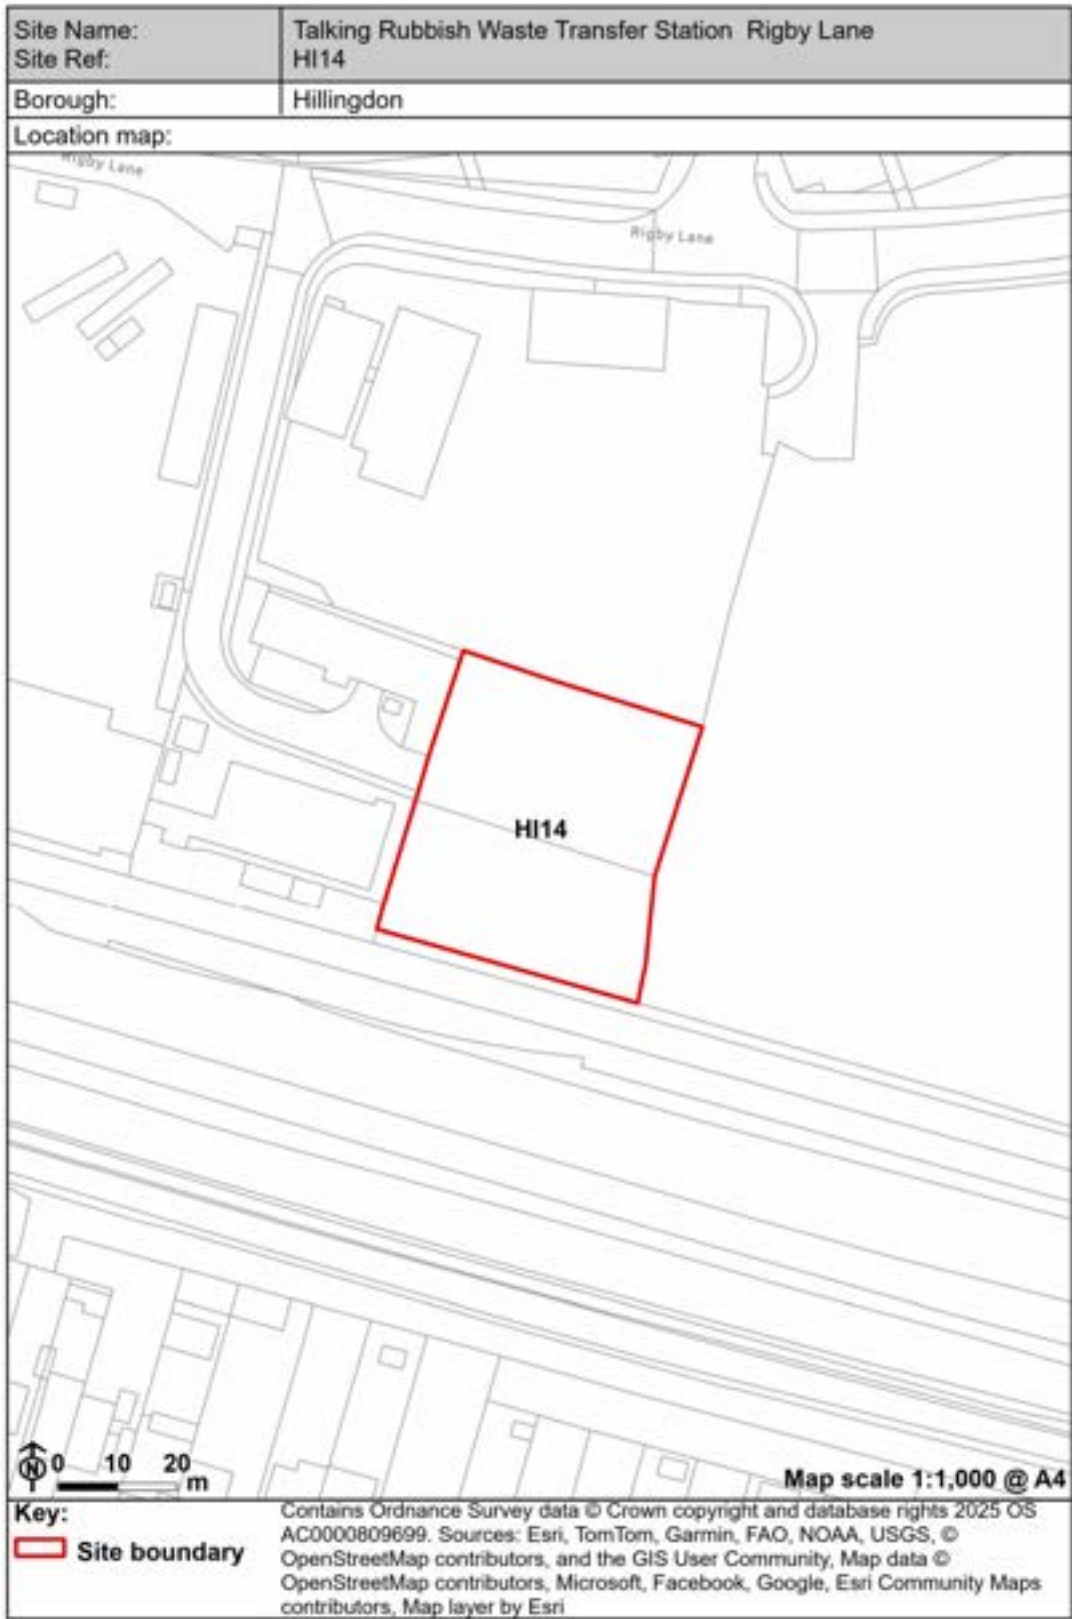 Site Name: Talking Rubbish Waste Transfer Station Rigby Lane
Site Ref: HI14
Borough: Hillingdon
Location map:
Rigby Lane
Rigby Lane
HI14
N 0 10 20 m
Map scale 1:1,000 @ A4
Key:
Site boundary
Contains Ordnance Survey data © Crown copyright and database rights 2025 OS
AC0000809699. Sources: Esri, TomTom, Garmin, FAO, NOAA, USGS, ©
OpenStreetMap contributors, and the GIS User Community, Map data ©
OpenStreetMap contributors, Microsoft, Facebook, Google, Esri Community Maps
contributors, Map layer by Esri